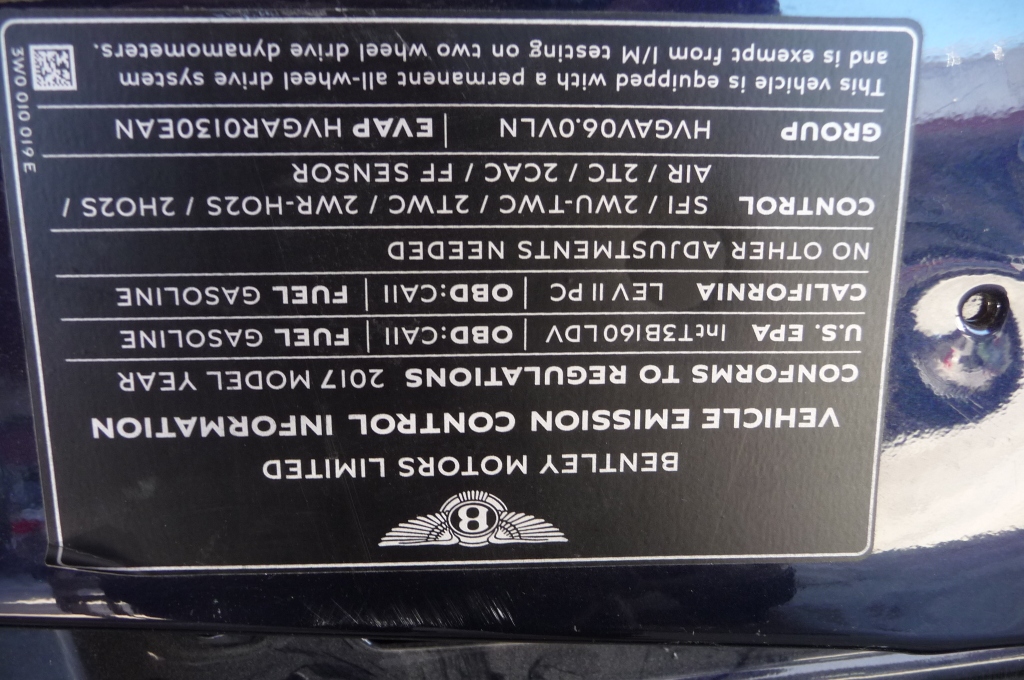 B
BENTLEY MOTORS LIMITED
VEHICLE EMISSION CONTROL INFORMATION
CONFORMS TO REGULATIONS 2017 MODEL YEAR
U.S. EPA IntT3B160LDV | OBD:CAII | FUEL GASOLINE
CALIFORNIA LEV II PC | OBD:CAII | FUEL GASOLINE
NO OTHER ADJUSTMENTS NEEDED
CONTROL SFI / 2WU-TWC / 2TWC / 2WR-HO2S / 2HO2S /
AIR / 2TC / 2CAC / FF SENSOR
GROUP HVGAV06.0VLN | EVAP HVGAR0130EAN
This vehicle is equipped with a permanent all-wheel drive system
and is exempt from I/M testing on two wheel drive dynamometers.
3W0 010 019 E